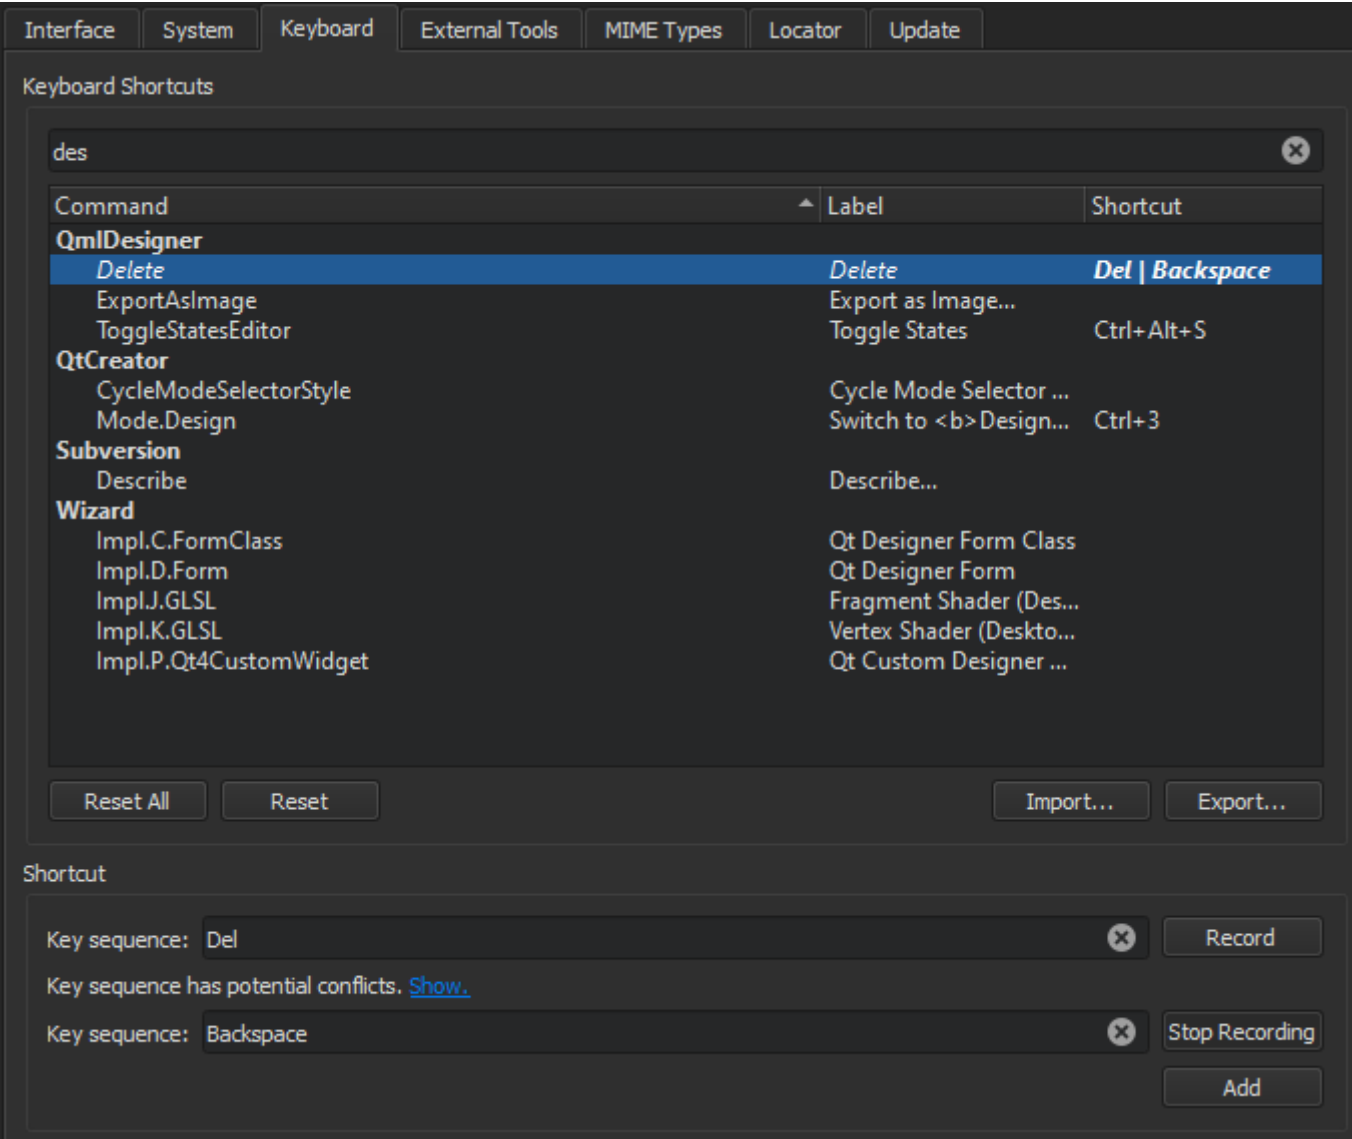 Interface System Keyboard External Tools MIME Types Locator Update
Keyboard Shortcuts
des
Command Label Shortcut
QmlDesigner
Delete Delete Del | Backspace
ExportAsImage Export as Image...
ToggleStatesEditor Toggle States Ctrl+Alt+S
QtCreator
CycleModeSelectorStyle Cycle Mode Selector ...
Mode.Design Switch to <b>Design... Ctrl+3
Subversion
Describe Describe...
Wizard
Impl.C.FormClass Qt Designer Form Class
Impl.D.Form Qt Designer Form
Impl.J.GLSL Fragment Shader (Des...
Impl.K.GLSL Vertex Shader (Deskto...
Impl.P.Qt4CustomWidget Qt Custom Designer ...
Reset All Reset Import... Export...
Shortcut
Key sequence: Del Record
Key sequence has potential conflicts. Show.
Key sequence: Backspace Stop Recording
Add